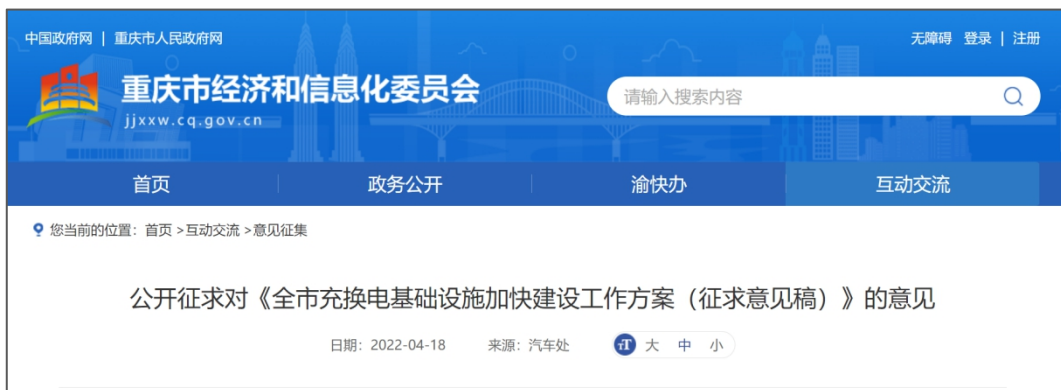 中国政府网 | 重庆市人民政府网
无障碍 登录 | 注册
重庆市经济和信息化委员会
jjxxw.cq.gov.cn
请输入搜索内容
首页 政务公开 渝快办 互动交流
您当前的位置：首页 >互动交流 >意见征集
公开征求对《全市充换电基础设施加快建设工作方案（征求意见稿）》的意见
日期：2022-04-18 来源：汽车处 大 中 小